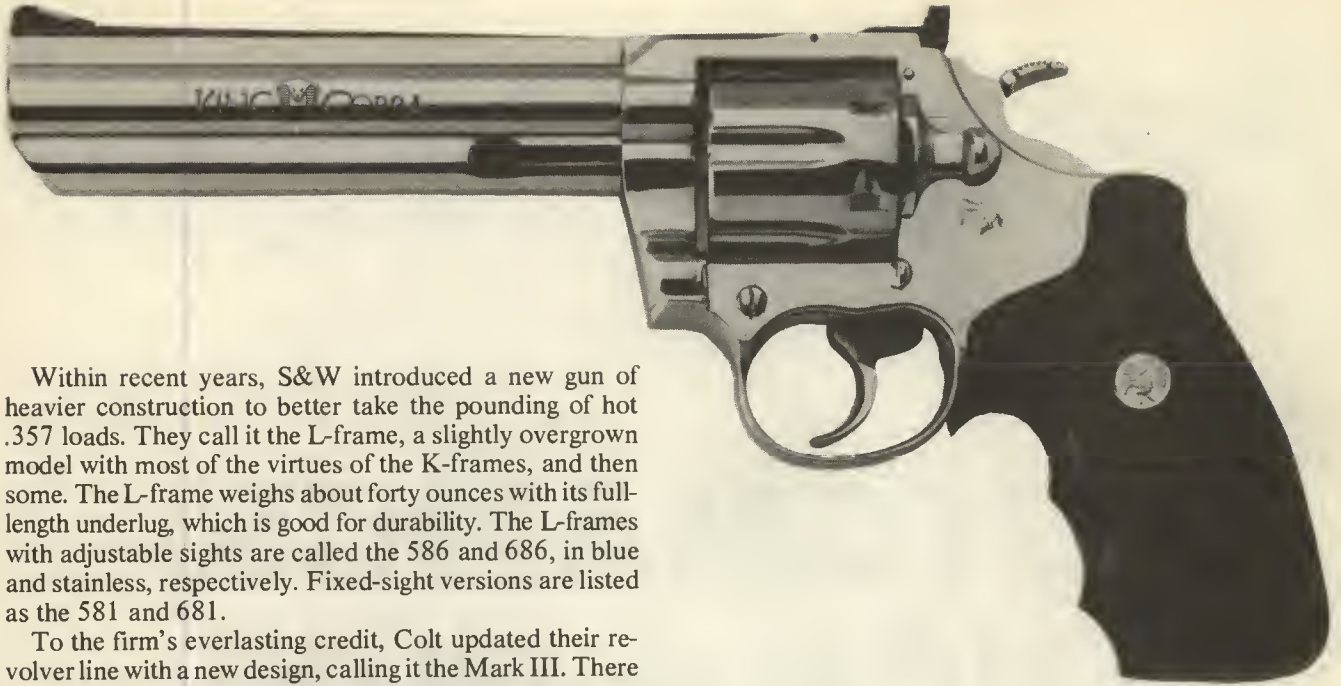 KING COBRA
Within recent years, S&W introduced a new gun of
heavier construction to better take the pounding of hot
.357 loads. They call it the L-frame, a slightly overgrown
model with most of the virtues of the K-frames, and then
some. The L-frame weighs about forty ounces with its full-
length underlug, which is good for durability. The L-frames
with adjustable sights are called the 586 and 686, in blue
and stainless, respectively. Fixed-sight versions are listed
as the 581 and 681.
To the firm's everlasting credit, Colt updated their re-
volver line with a new design, calling it the Mark III. There